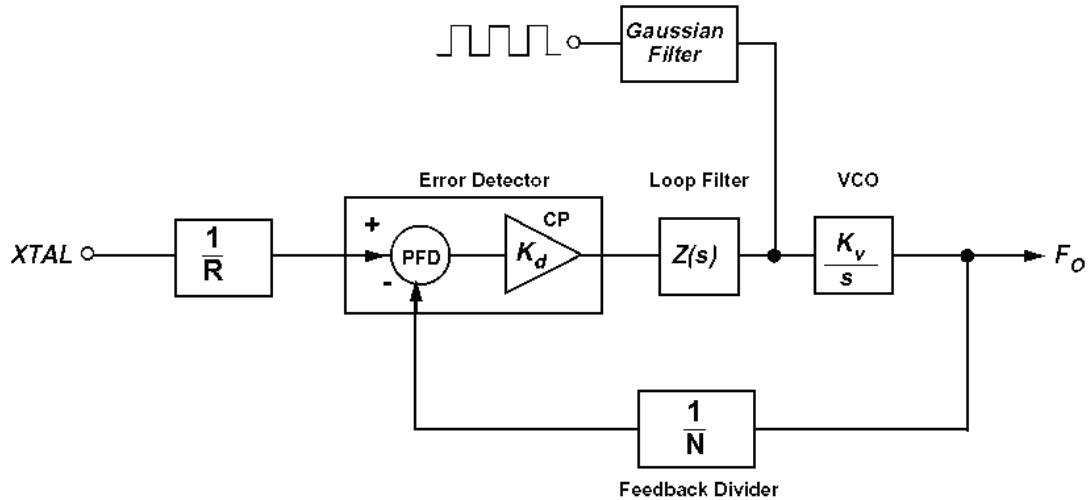 Gaussian
Filter
Error Detector
Loop Filter
VCO
XTAL
1
R
+
PFD
-
CP
K_d
Z(s)
K_v
s
F_O
1
N
Feedback Divider